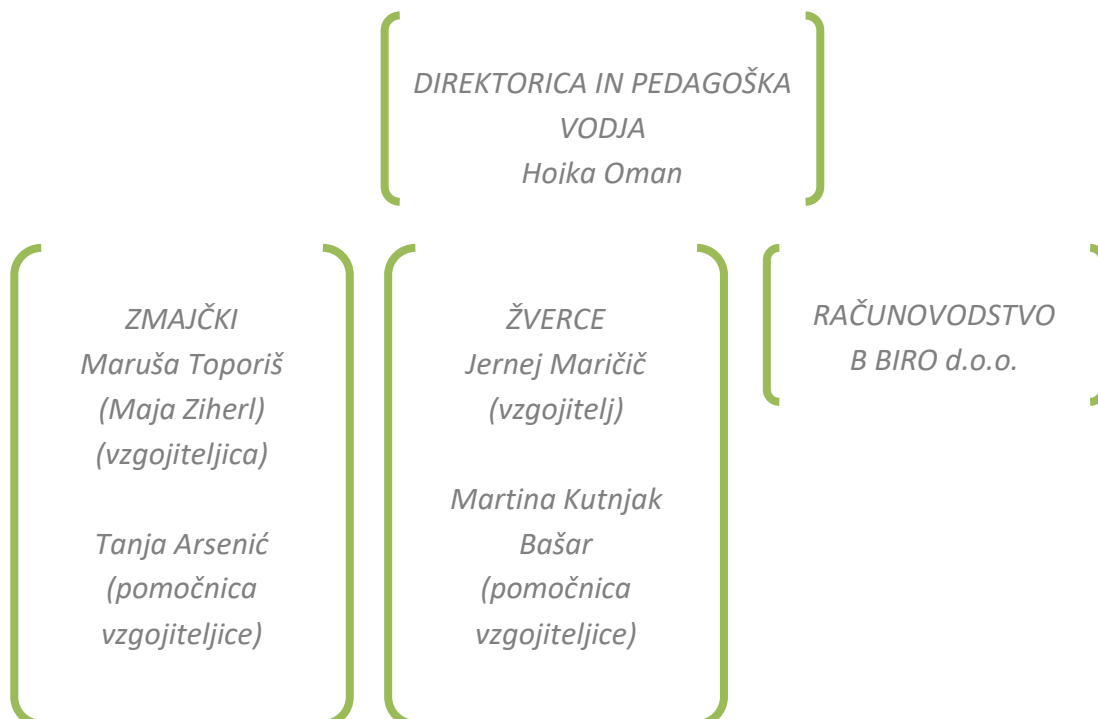 DIREKTORICA IN PEDAGOŠKA
VODJA
Hoika Oman
ZMAJČKI
Maruša Toporiš
(Maja Ziherl)
(vzgojiteljica)
Tanja Arsenić
(pomočnica
vzgojiteljice)
ŽVERCE
Jernej Maričič
(vzgojitelj)
Martina Kutnjak
Bašar
(pomočnica
vzgojiteljice)
RAČUNOVODSTVO
B BIRO d.o.o.